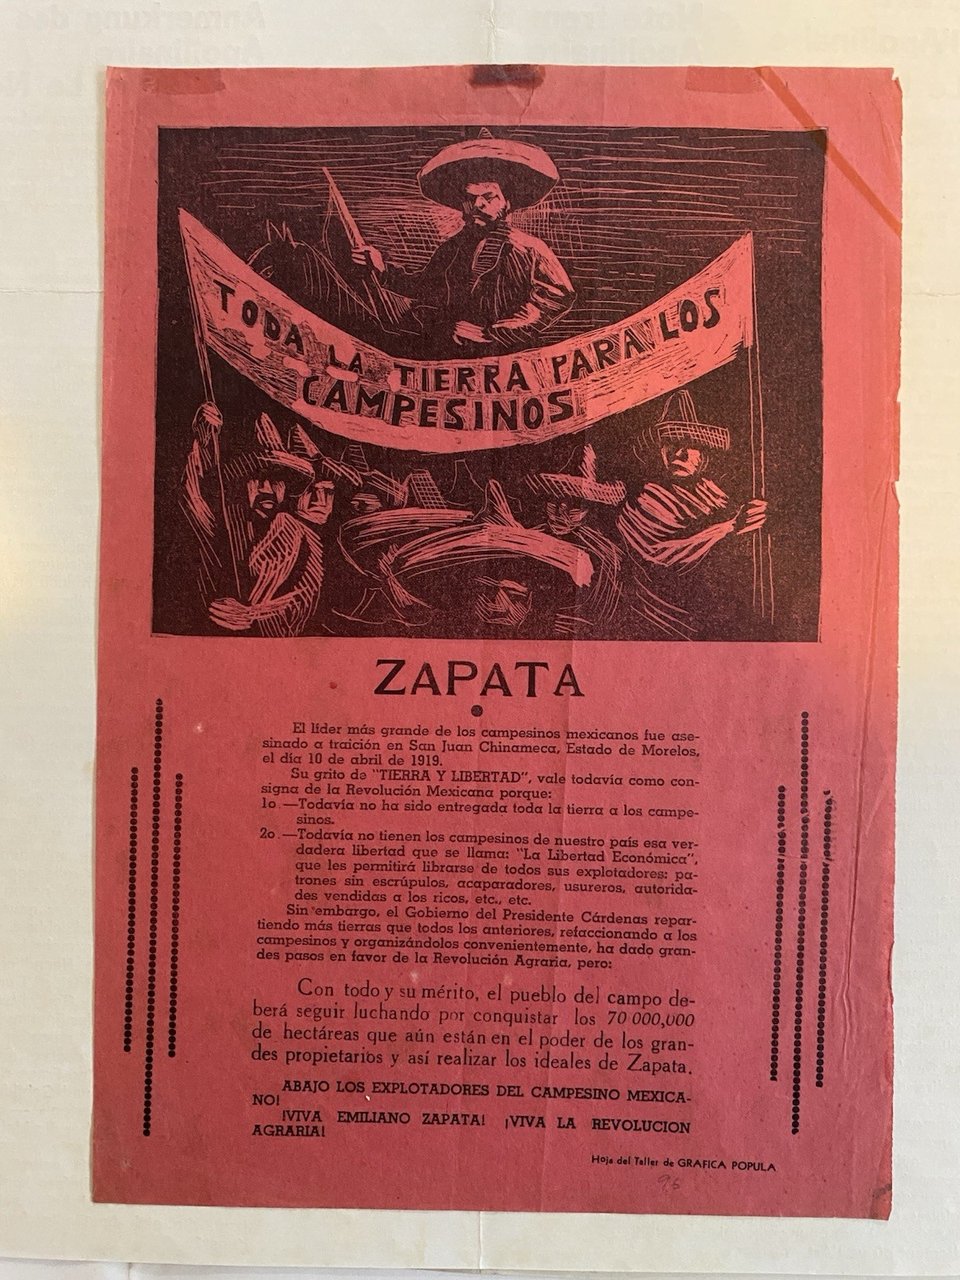 TODA LA TIERRA PARA LOS
CAMPESINOS
ZAPATA
El líder más grande de los campesinos mexicanos fue ase-
sinado a traición en San Juan Chinameca, Estado de Morelos,
el día 10 de abril de 1919.
Su grito de "TIERRA Y LIBERTAD", vale todavía como con-
signa de la Revolución Mexicana porque:
1o.—Todavía no ha sido entregada toda la tierra a los campe-
sinos.
2o.—Todavía no tienen los campesinos de nuestro país esa ver-
dadera libertad que se llama: "La Libertad Económica",
que les permitirá librarse de todos sus explotadores: pa-
trones sin escrúpulos, acaparadores, usureros, autorida-
des vendidas a los ricos, etc., etc.
Sin embargo, el Gobierno del Presidente Cárdenas repar-
tiendo más tierras que todos los anteriores, refaccionando a los
campesinos y organizándolos convenientemente, ha dado gran-
des pasos en favor de la Revolución Agraria, pero:
Con todo y su mérito, el pueblo del campo de-
berá seguir luchando por conquistar los 70 000,000
de hectáreas que aún están en el poder de los gran-
des propietarios y así realizar los ideales de Zapata.
ABAJO LOS EXPLOTADORES DEL CAMPESINO MEXICA-
NO!
¡VIVA EMILIANO ZAPATA! ¡VIVA LA REVOLUCION
AGRARIA!
Hoja del Taller de GRAFICA POPULA